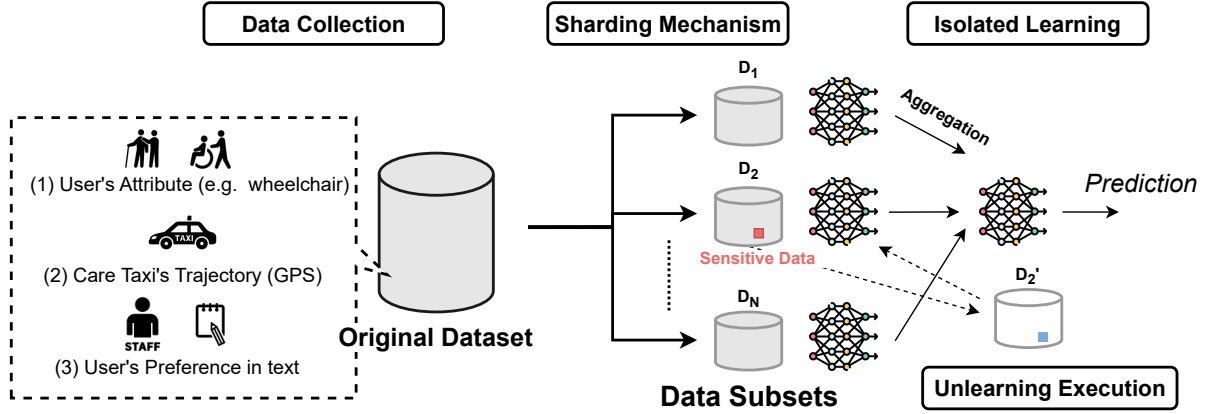 Data Collection
Sharding Mechanism
Isolated Learning
(1) User's Attribute (e.g. wheelchair)
TAXI
(2) Care Taxi's Trajectory (GPS)
STAFF
(3) User's Preference in text
Original Dataset
D1
D2
Sensitive Data
DN
Data Subsets
Aggregation
Prediction
D2'
Unlearning Execution